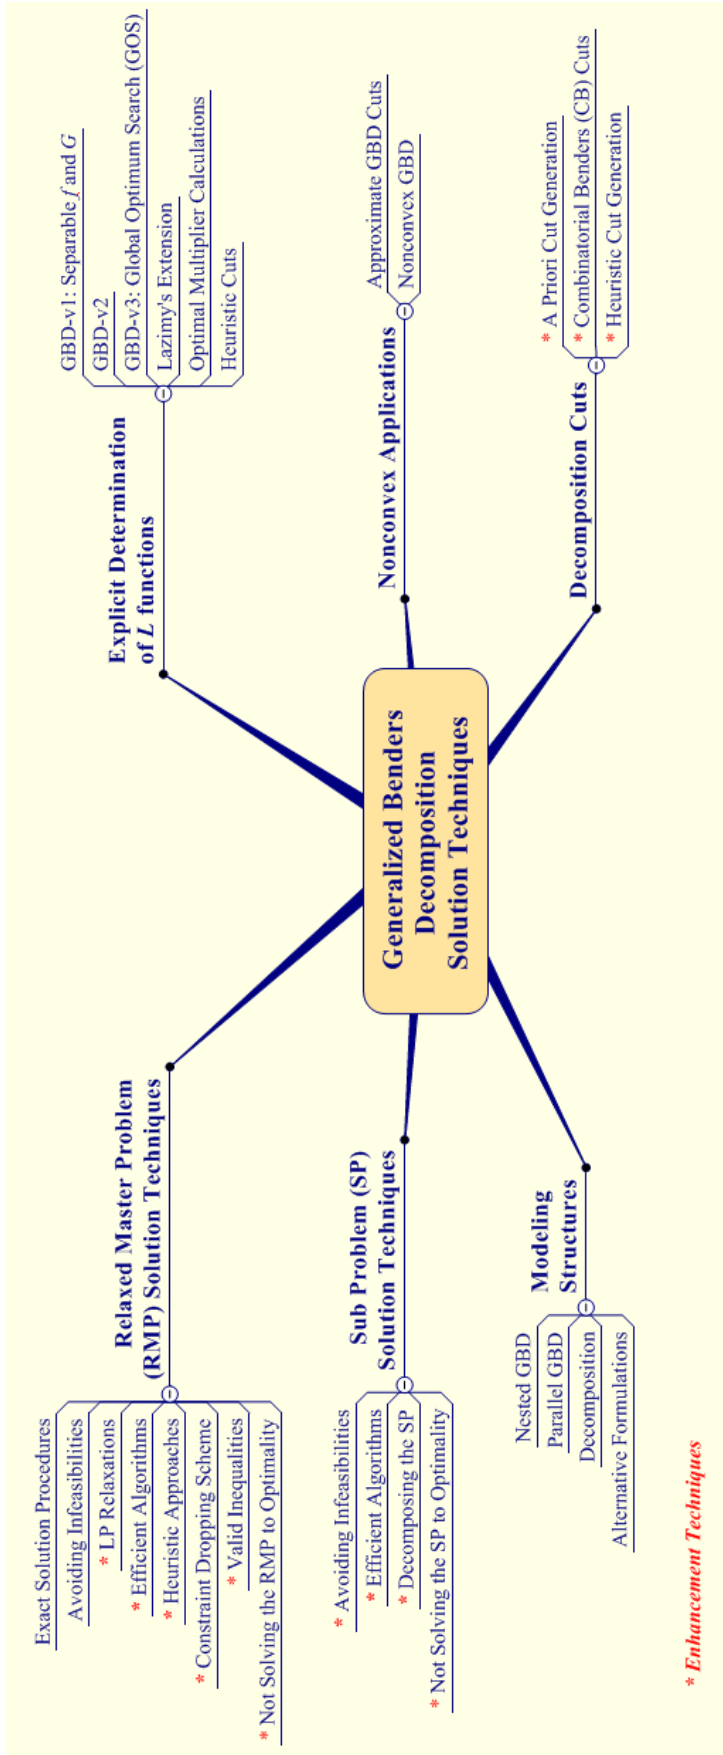 Generalized Benders
Decomposition
Solution Techniques
Relaxed Master Problem
(RMP) Solution Techniques
Exact Solution Procedures
Avoiding Infeasibilities
* LP Relaxations
* Efficient Algorithms
* Heuristic Approaches
* Constraint Dropping Scheme
* Valid Inequalities
* Not Solving the RMP to Optimality
Sub Problem (SP)
Solution Techniques
* Avoiding Infeasibilities
* Efficient Algorithms
* Decomposing the SP
* Not Solving the SP to Optimality
Modeling
Structures
Nested GBD
Parallel GBD
Decomposition
Alternative Formulations
Explicit Determination
of L functions
GBD-v1: Separable f and G
GBD-v2
GBD-v3: Global Optimum Search (GOS)
Lazimy's Extension
Optimal Multiplier Calculations
Heuristic Cuts
Nonconvex Applications
Approximate GBD Cuts
Nonconvex GBD
Decomposition Cuts
* A Priori Cut Generation
* Combinatorial Benders (CB) Cuts
* Heuristic Cut Generation
* Enhancement Techniques